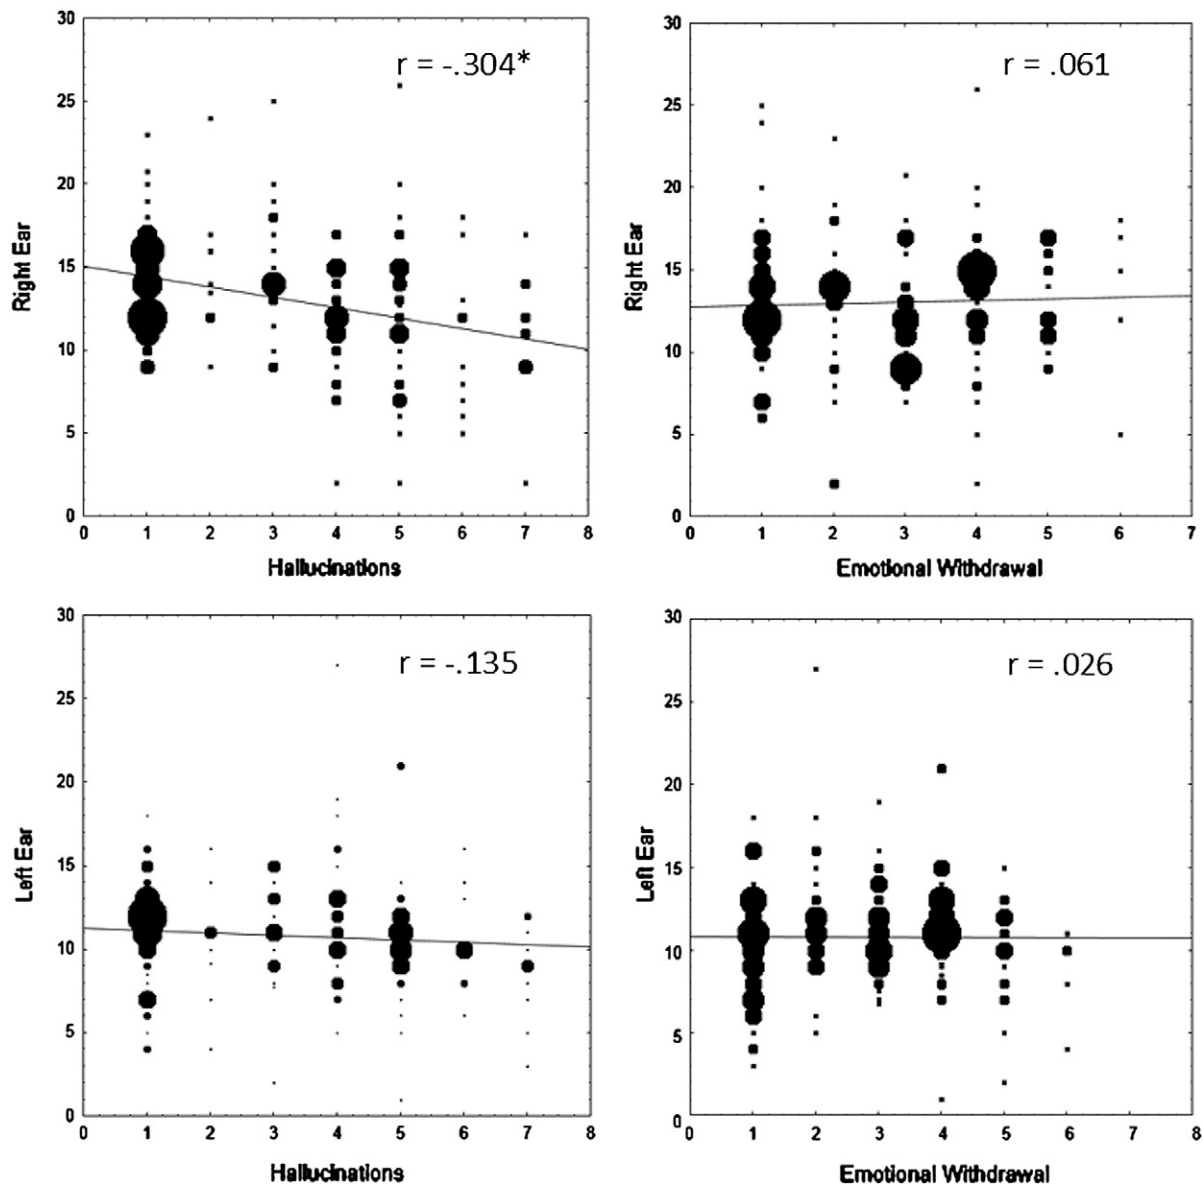 30
25
20
15
10
5
0
Right Ear
r = -.304*
0 1 2 3 4 5 6 7 8
Hallucinations
30
25
20
15
10
5
0
Right Ear
r = .061
0 1 2 3 4 5 6 7
Emotional Withdrawal
30
25
20
15
10
5
0
Left Ear
r = -.135
0 1 2 3 4 5 6 7 8
Hallucinations
30
25
20
15
10
5
0
Left Ear
r = .026
0 1 2 3 4 5 6 7 8
Emotional Withdrawal